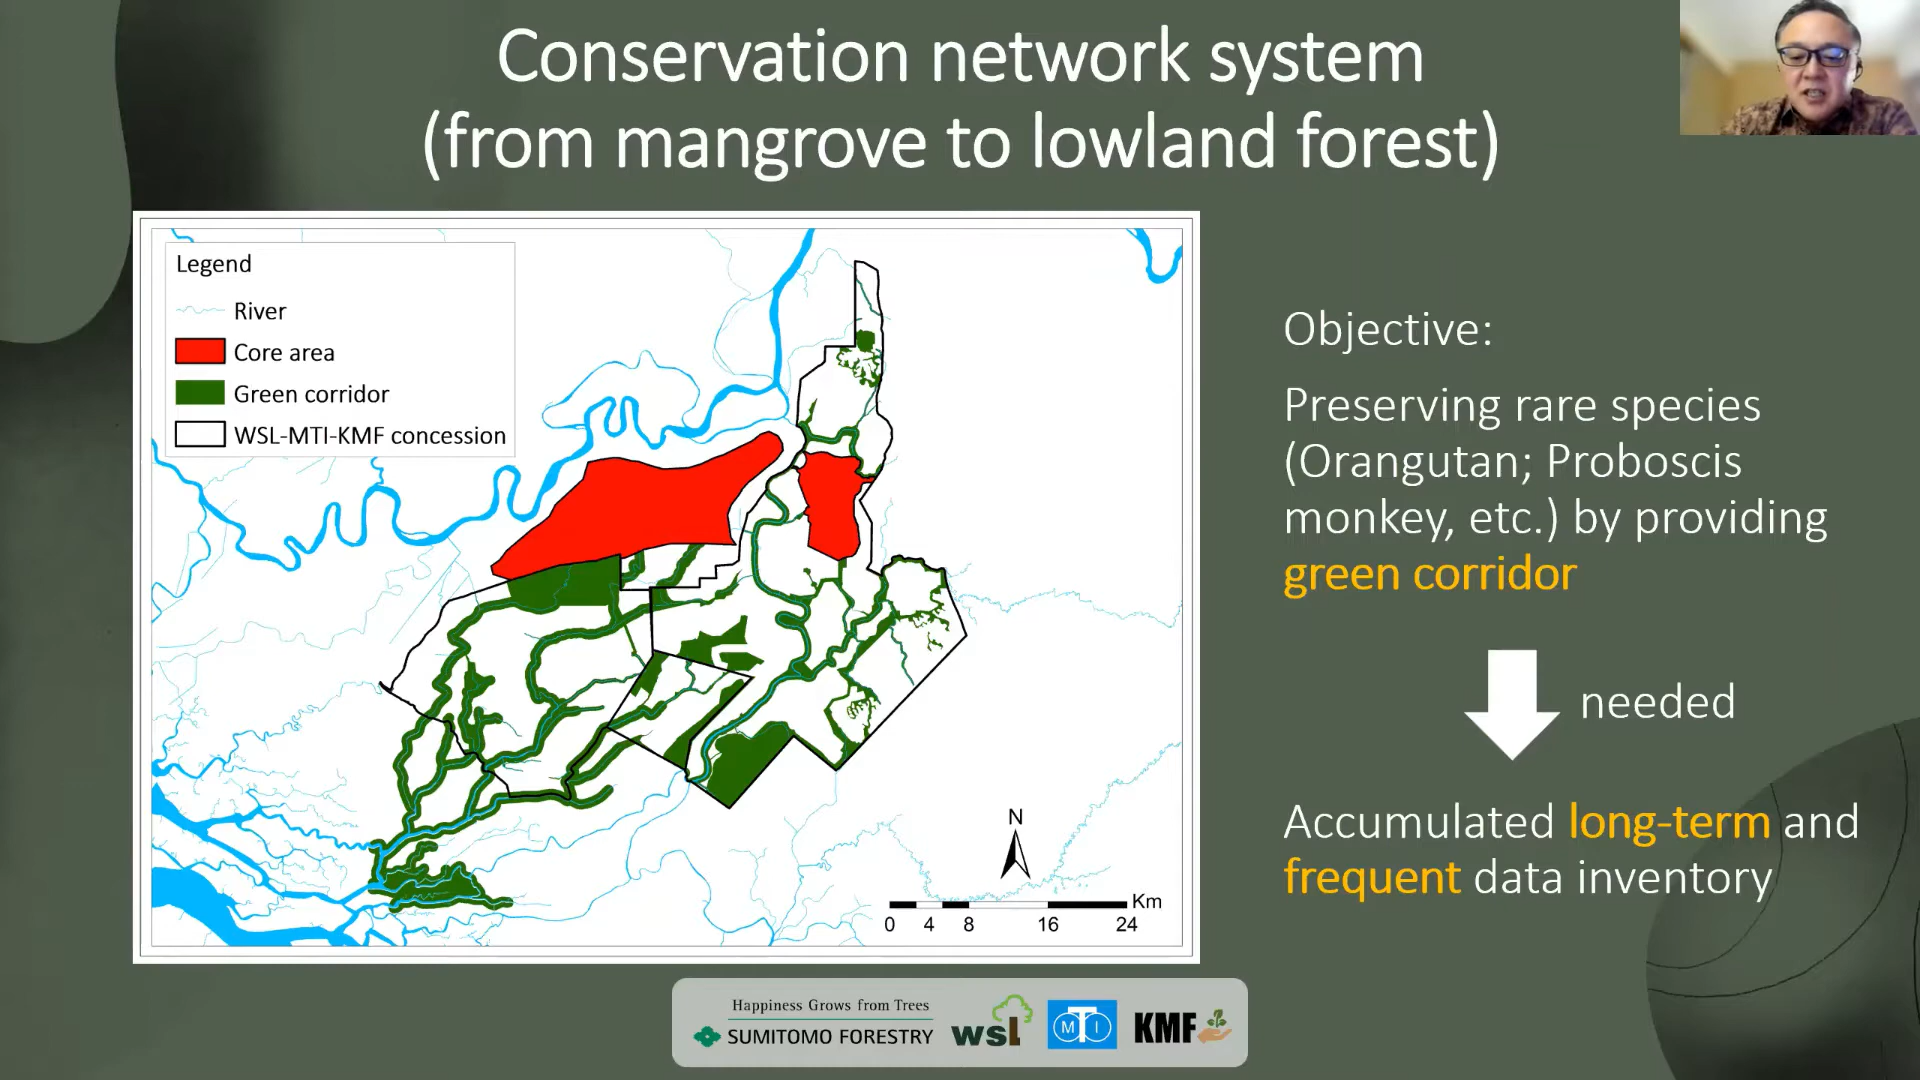 Conservation network system
(from mangrove to lowland forest)
Legend
River
Core area
Green corridor
WSL-MTI-KMF concession
N
Km
0 4 8 16 24
Objective:
Preserving rare species
(Orangutan; Proboscis
monkey, etc.) by providing
green corridor
needed
Accumulated long-term and
frequent data inventory
Happiness Grows from Trees
SUMITOMO FORESTRY
WSL
MTI
KMF